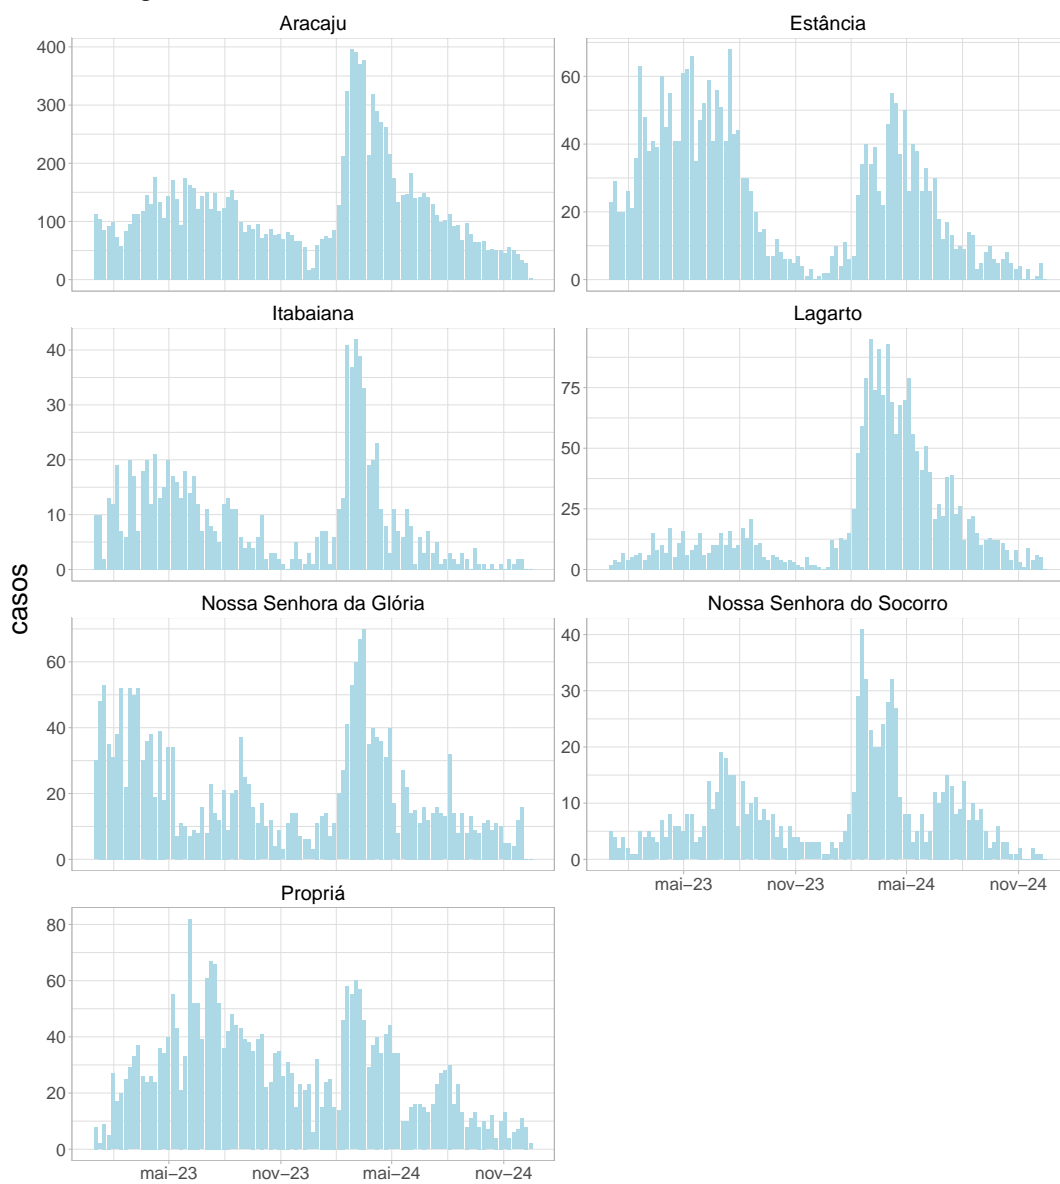 Aracaju
Estância
400
300
200
100
0
60
40
20
0
Itabaiana
Lagarto
40
30
20
10
0
75
50
25
0
casos
Nossa Senhora da Glória
Nossa Senhora do Socorro
60
40
20
0
40
30
20
10
0
mai–23
nov–23
mai–24
nov–24
Propriá
80
60
40
20
0
mai–23
nov–23
mai–24
nov–24